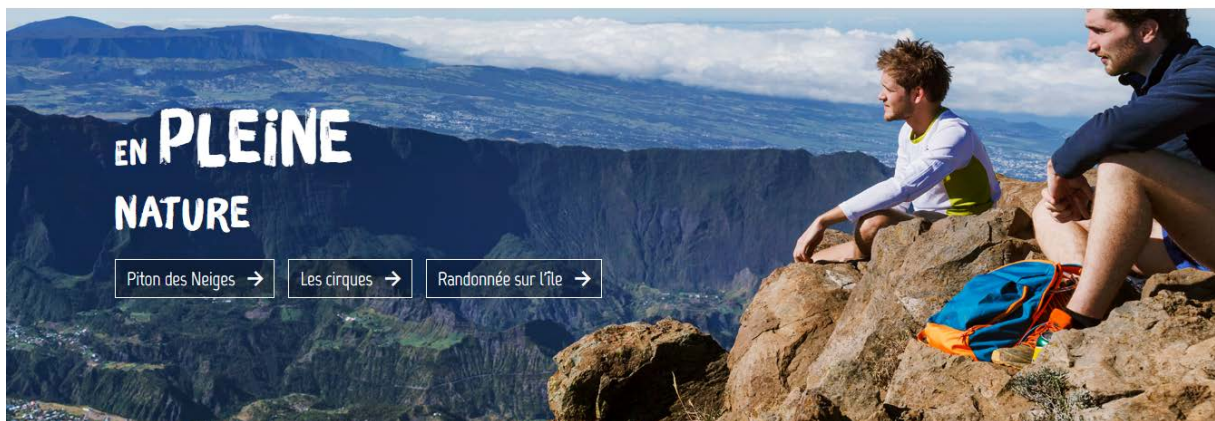 EN PLEiNE
NATURE
Piton des Neiges →
Les cirques →
Randonnée sur l'île →